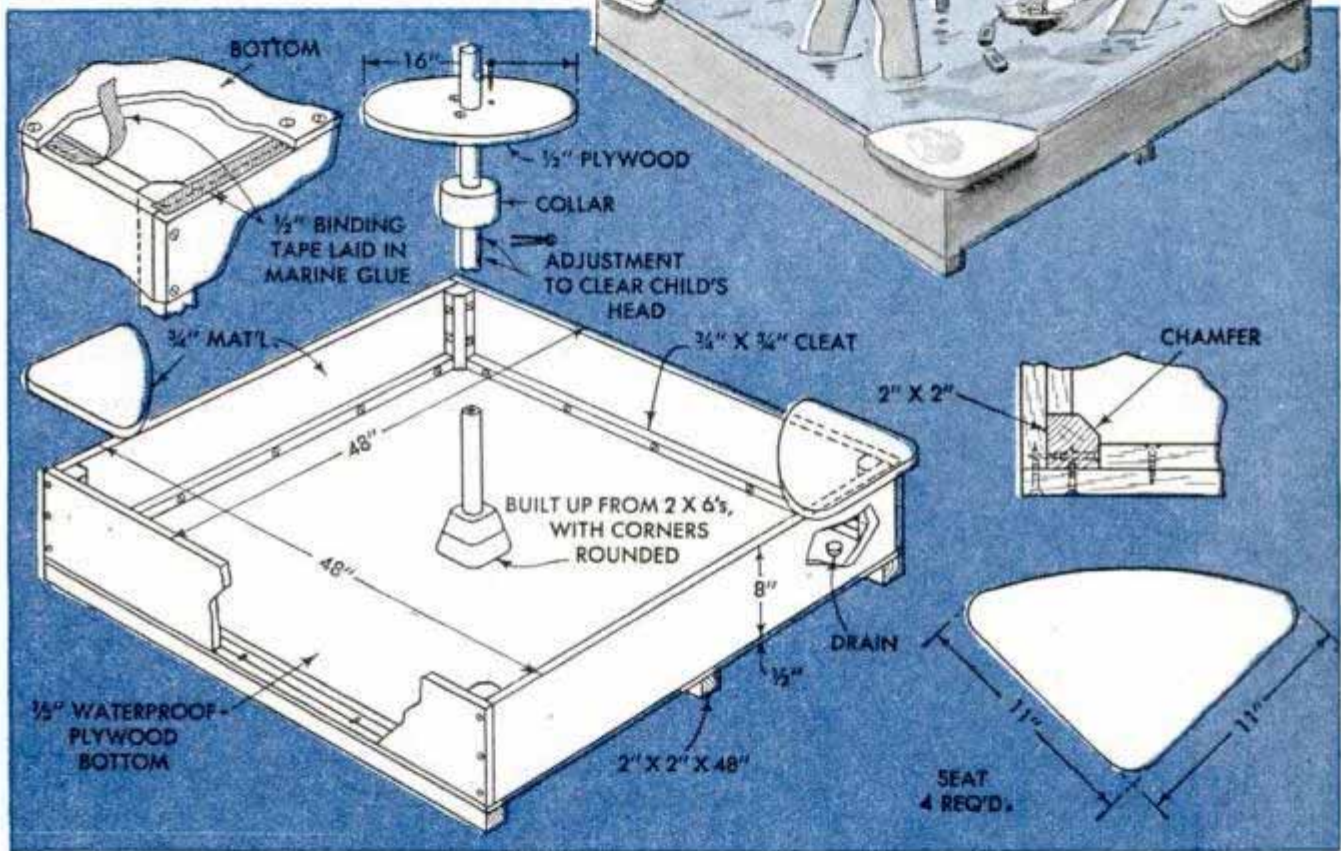 BOTTOM
16"
1/2" PLYWOOD
COLLAR
1/2" BINDING
TAPE LAID IN
MARINE GLUE
ADJUSTMENT
TO CLEAR CHILD'S
HEAD
3/4" MAT'L.
3/4" X 3/4" CLEAT
CHAMFER
2" X 2"
48"
BUILT UP FROM 2 X 6's,
WITH CORNERS
ROUNDED
48"
8"
DRAIN
1/2"
1/2" WATERPROOF-
PLYWOOD
BOTTOM
2" X 2" X 48"
11"
11"
SEAT
4 REQ'D.